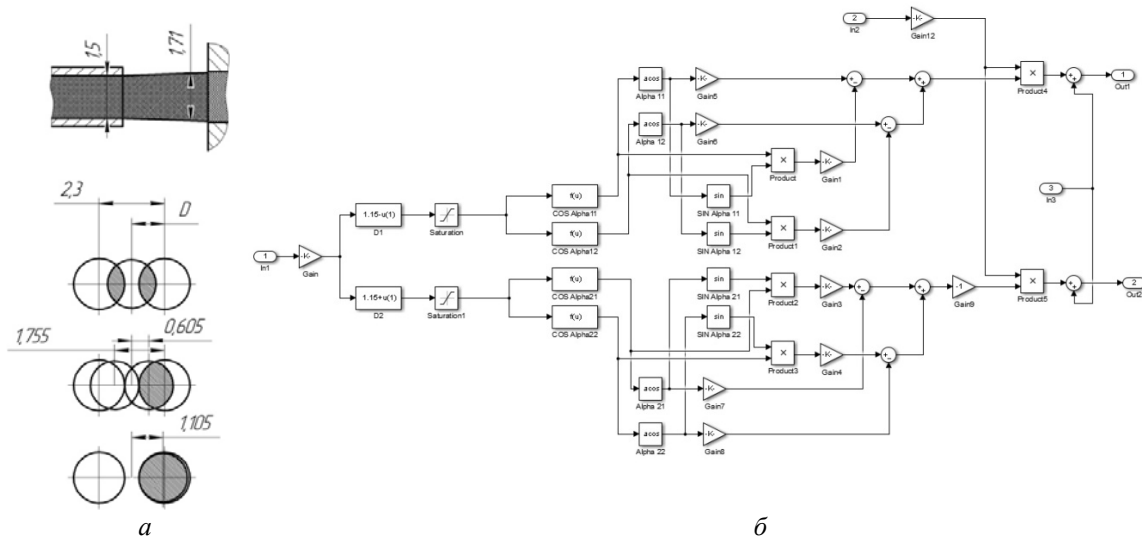 1,5
1,71
2,3
D
0,605
1,755
1,105
а
2
In2
-K-
Gain12
acos
Alpha 11
-K-
Gain5
acos
Alpha 12
-K-
Gain6
×
Product4
1
Out1
×
Product
-K-
Gain1
f(u)
COS Alpha11
sin
SIN Alpha 11
3
In3
1.15-u(1)
D1
Saturation
f(u)
COS Alpha12
sin
SIN Alpha 12
×
Product1
-K-
Gain2
1
In1
-K-
Gain
1.15+u(1)
D2
Saturation1
f(u)
COS Alpha21
sin
SIN Alpha 21
×
Product2
-K-
Gain3
-1
Gain9
×
Product5
2
Out2
f(u)
COS Alpha22
sin
SIN Alpha 22
×
Product3
-K-
Gain4
acos
Alpha 21
-K-
Gain7
acos
Alpha 22
-K-
Gain8
б